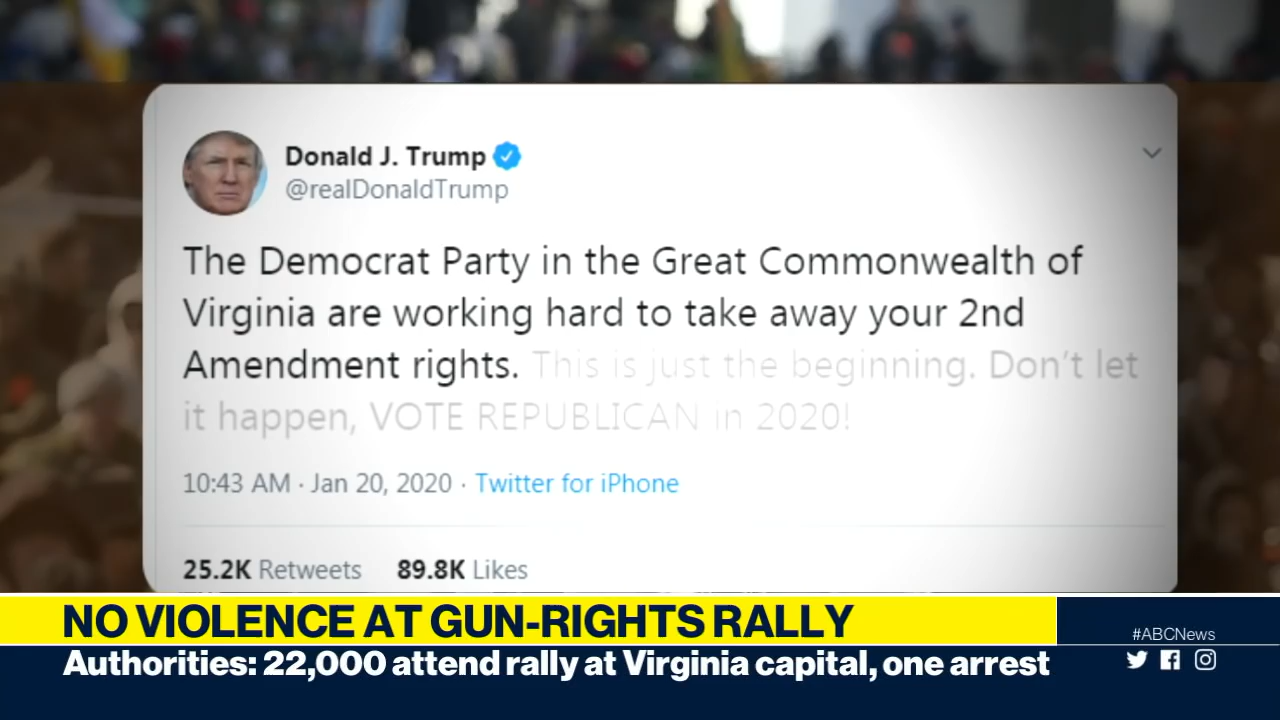 Donald J. Trump
@realDonaldTrump
The Democrat Party in the Great Commonwealth of
Virginia are working hard to take away your 2nd
Amendment rights. This is just the beginning. Don't let
it happen, VOTE REPUBLICAN in 2020!
10:43 AM · Jan 20, 2020 · Twitter for iPhone
25.2K Retweets 89.8K Likes
NO VIOLENCE AT GUN-RIGHTS RALLY
#ABCNews
Authorities: 22,000 attend rally at Virginia capital, one arrest